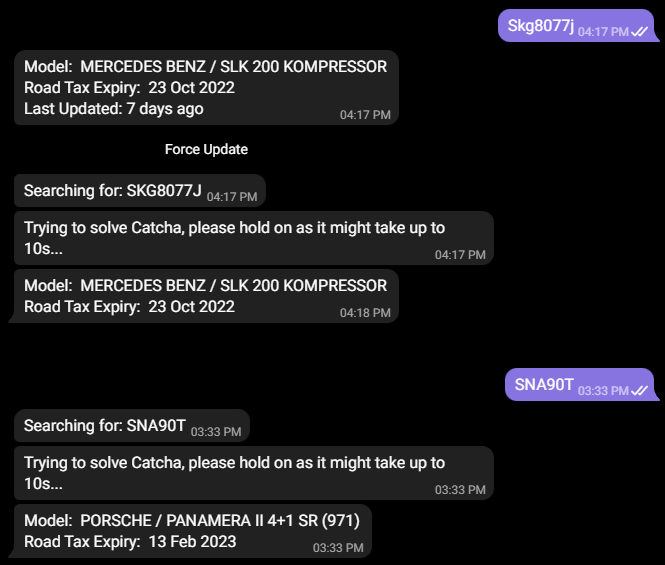 Skg8077j 04:17 PM
Model: MERCEDES BENZ / SLK 200 KOMPRESSOR
Road Tax Expiry: 23 Oct 2022
Last Updated: 7 days ago 04:17 PM
Force Update
Searching for: SKG8077J 04:17 PM
Trying to solve Catcha, please hold on as it might take up to
10s... 04:17 PM
Model: MERCEDES BENZ / SLK 200 KOMPRESSOR
Road Tax Expiry: 23 Oct 2022 04:18 PM
SNA90T 03:33 PM
Searching for: SNA90T 03:33 PM
Trying to solve Catcha, please hold on as it might take up to
10s... 03:33 PM
Model: PORSCHE / PANAMERA II 4+1 SR (971)
Road Tax Expiry: 13 Feb 2023 03:33 PM